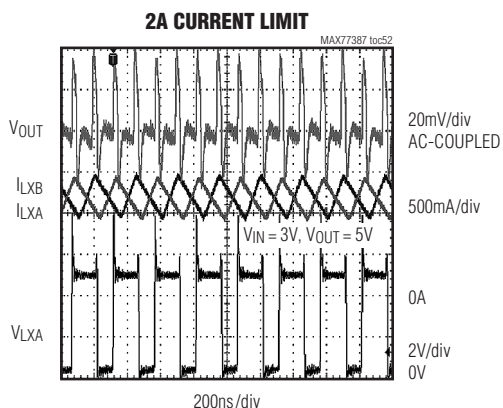 2A CURRENT LIMIT
MAX77387 toc52
VOUT
20mV/div
AC-COUPLED
ILXB
ILXA
500mA/div
VIN = 3V, VOUT = 5V
0A
VLXA
2V/div
0V
200ns/div